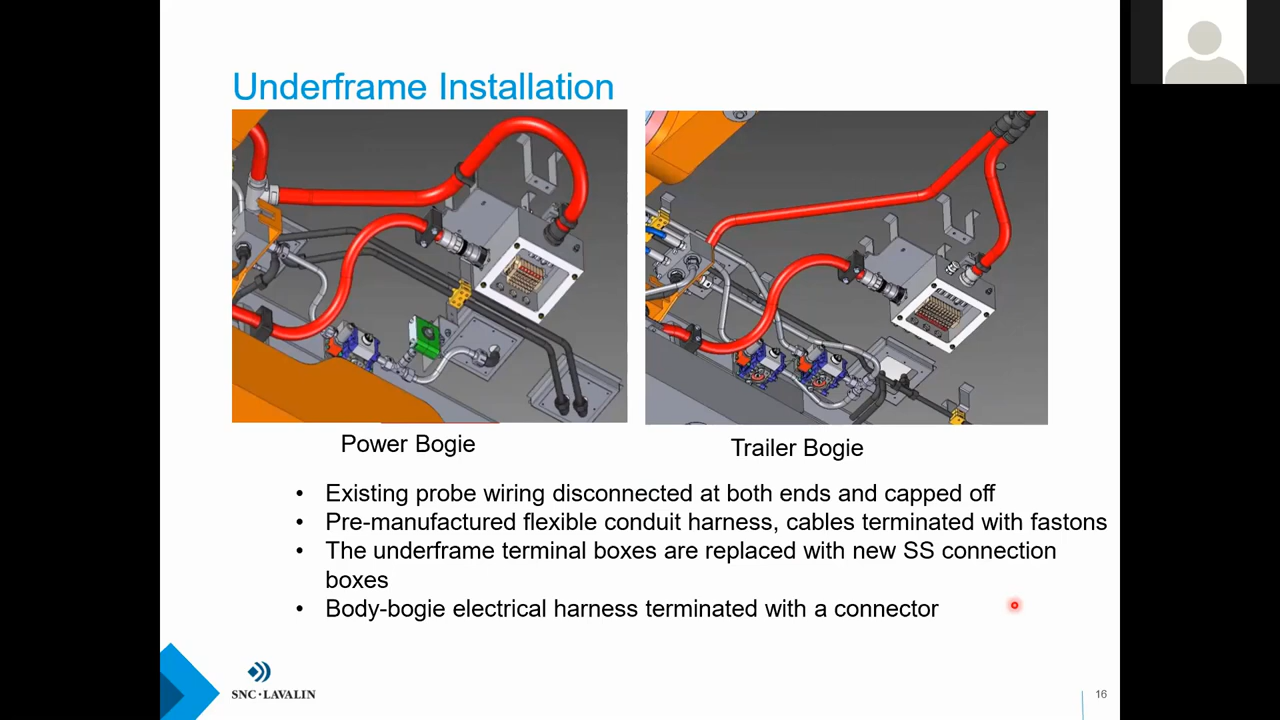 Underframe Installation
Power Bogie
Trailer Bogie
• Existing probe wiring disconnected at both ends and capped off
• Pre-manufactured flexible conduit harness, cables terminated with fastons
• The underframe terminal boxes are replaced with new SS connection
boxes
• Body-bogie electrical harness terminated with a connector
SNC·LAVALIN
16